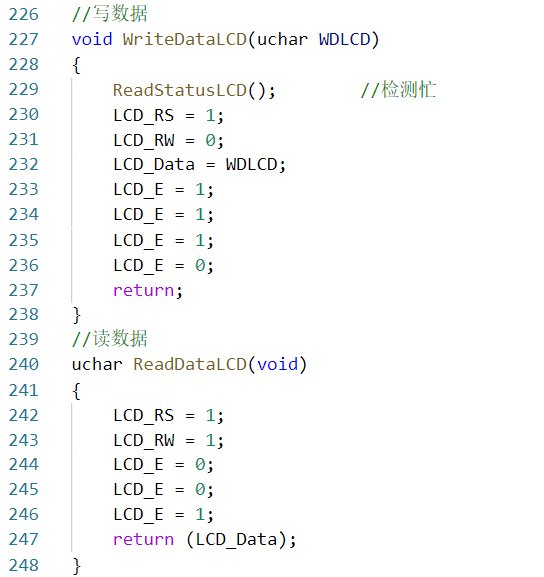 226 //写数据
227 void WriteDataLCD(uchar WDLCD)
228 {
229     ReadStatusLCD();        //检测忙
230     LCD_RS = 1;
231     LCD_RW = 0;
232     LCD_Data = WDLCD;
233     LCD_E = 1;
234     LCD_E = 1;
235     LCD_E = 1;
236     LCD_E = 0;
237     return;
238 }
239 //读数据
240 uchar ReadDataLCD(void)
241 {
242     LCD_RS = 1;
243     LCD_RW = 1;
244     LCD_E = 0;
245     LCD_E = 0;
246     LCD_E = 1;
247     return (LCD_Data);
248 }